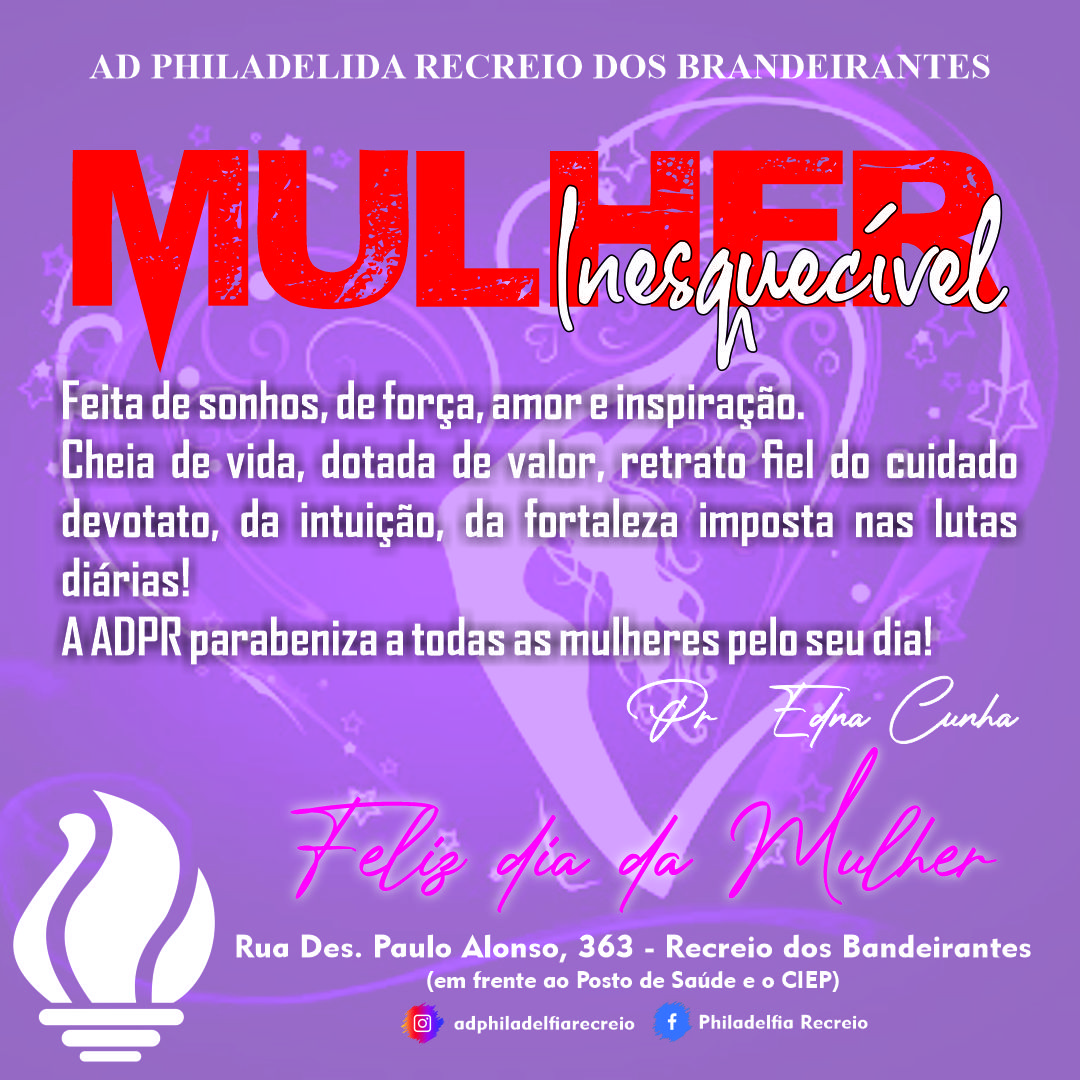 AD PHILADELIDA RECREIO DOS BRANDEIRANTES
MULHER
Inesquecível
Feita de sonhos, de força, amor e inspiração.
Cheia de vida, dotada de valor, retrato fiel do cuidado
devotato, da intuição, da fortaleza imposta nas lutas
diárias!
A ADPR parabeniza a todas as mulheres pelo seu dia!
Pr Edna Cunha
Feliz dia da Mulher
Rua Des. Paulo Alonso, 363 - Recreio dos Bandeirantes
(em frente ao Posto de Saúde e o CIEP)
adphiladelfiarecreio Philadelfia Recreio